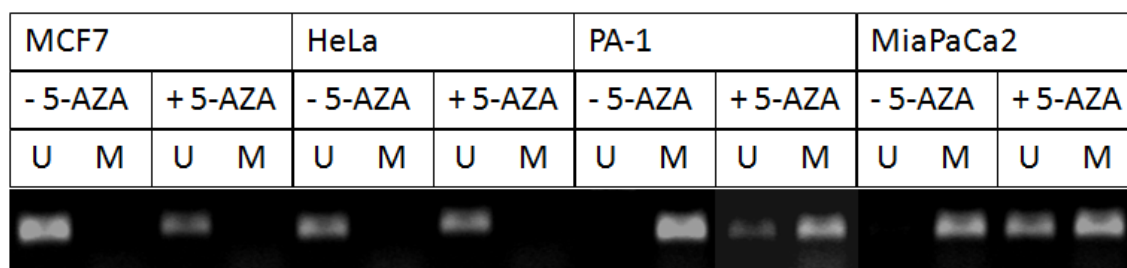 MCF7 HeLa PA-1 MiaPaCa2
- 5-AZA + 5-AZA - 5-AZA + 5-AZA - 5-AZA + 5-AZA - 5-AZA + 5-AZA
U M U M U M U M U M U M U M U M